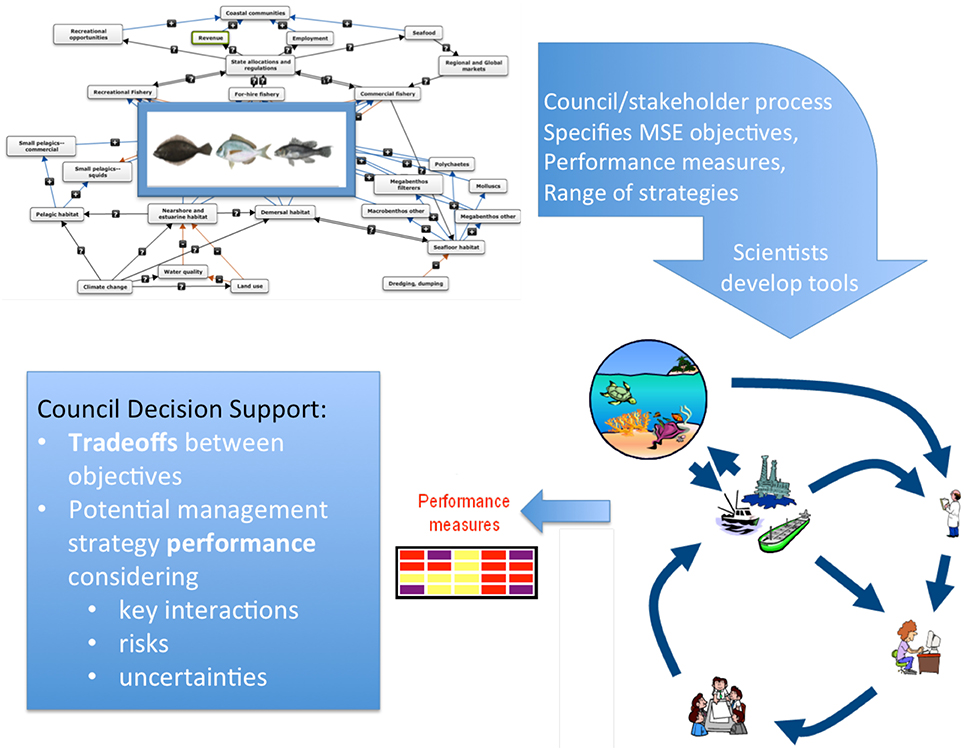 Coastal communities
Recreational
opportunities
Revenue
Employment
Seafood
State allocations and
regulations
Regional and Global
markets
Recreational Fishery
For-hire fishery
Commercial fishery
Small pelagics--
commercial
Small pelagics--
squids
Polychaetes
Megabenthos
filterers
Molluscs
Pelagic habitat
Nearshore and
estuarine habitat
Demersal habitat
Macrobenthos other
Megabenthos other
Seafloor habitat
Water quality
Climate change
Land use
Dredging, dumping
Council/stakeholder process
Specifies MSE objectives,
Performance measures,
Range of strategies
Scientists
develop tools
Council Decision Support:
• Tradeoffs between
objectives
• Potential management
strategy performance
considering
• key interactions
• risks
• uncertainties
Performance
measures